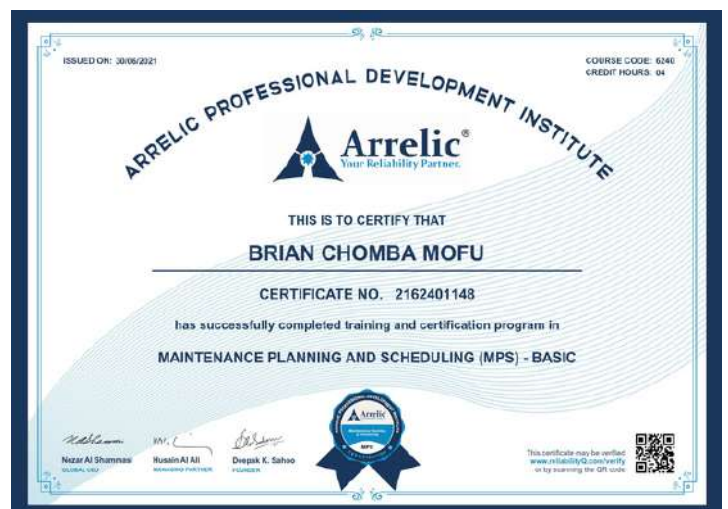 ISSUED ON: 30/06/2021
COURSE CODE: 6240
CREDIT HOURS: 04
ARRELIC PROFESSIONAL DEVELOPMENT INSTITUTE
Arrelic®
Your Reliability Partner.
THIS IS TO CERTIFY THAT
BRIAN CHOMBA MOFU
CERTIFICATE NO. 2162401148
has successfully completed training and certification program in
MAINTENANCE PLANNING AND SCHEDULING (MPS) - BASIC
Arrelic
MPS
Nezar Al Shammasi
GLOBAL CEO
Husain Al Ali
MANAGING PARTNER
Deepak K. Sahoo
FOUNDER
This certificate may be verified
www.reliabilityQ.com/verify
or by scanning the QR code